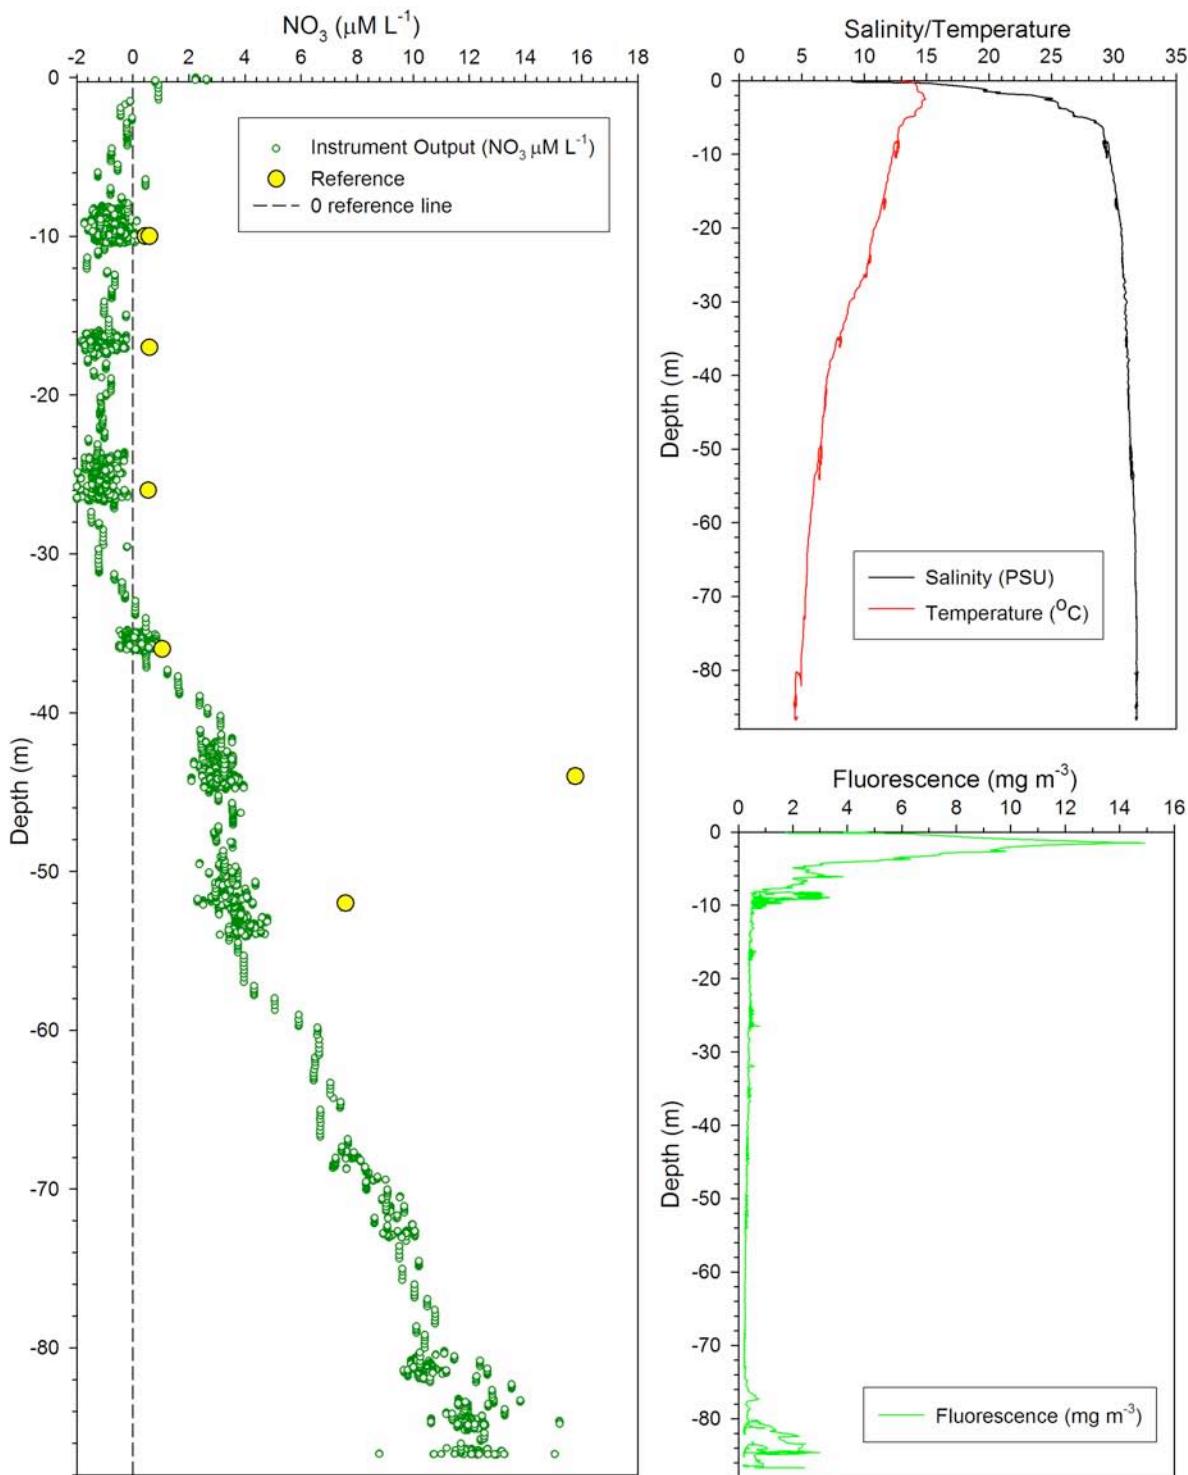 NO₃ (μM L⁻¹)
-2 0 2 4 6 8 10 12 14 16 18
0
-10
-20
-30
-40
-50
-60
-70
-80
Depth (m)
Instrument Output (NO₃ μM L⁻¹)
Reference
0 reference line
Salinity/Temperature
0 5 10 15 20 25 30 35
0
-10
-20
-30
-40
-50
-60
-70
-80
Depth (m)
Salinity (PSU)
Temperature (°C)
Fluorescence (mg m⁻³)
0 2 4 6 8 10 12 14 16
0
-10
-20
-30
-40
-50
-60
-70
-80
Depth (m)
Fluorescence (mg m⁻³)